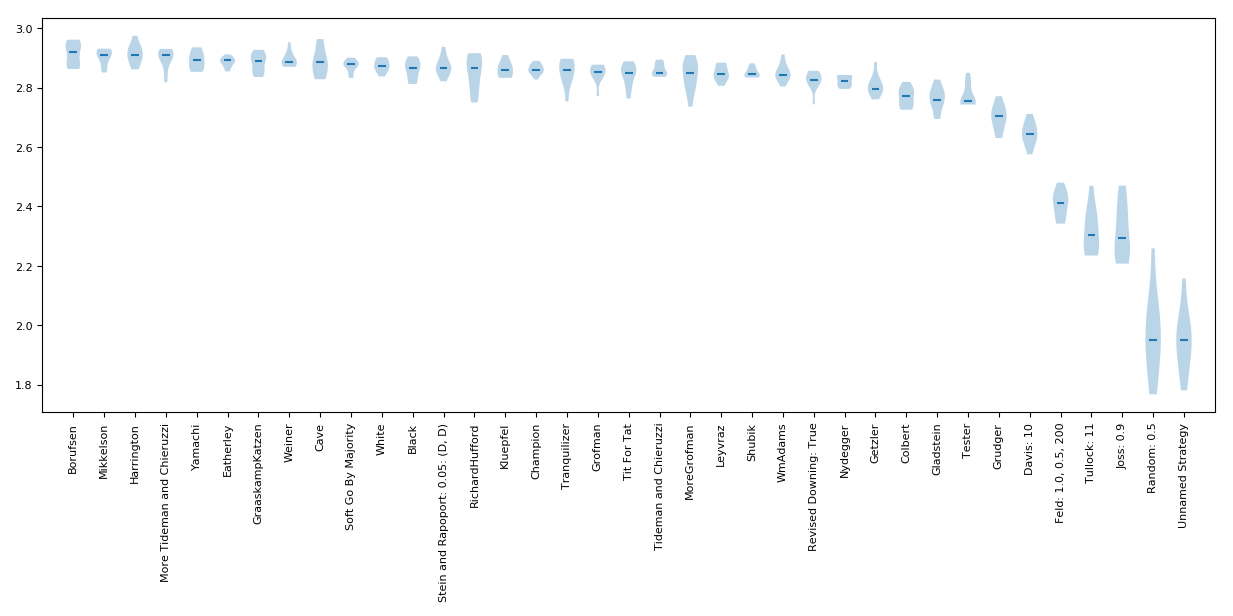 3.0
2.8
2.6
2.4
2.2
2.0
1.8
Borufsen
Mikkelson
Harrington
More Tideman and Chieruzzi
Yamachi
Eatherley
GraaskampKatzen
Weiner
Cave
Soft Go By Majority
White
Black
Stein and Rapoport: 0.05: (D, D)
RichardHufford
Kluepfel
Champion
Tranquilizer
Grofman
Tit For Tat
Tideman and Chieruzzi
MoreGrofman
Leyvraz
Shubik
WmAdams
Revised Downing: True
Nydegger
Getzler
Colbert
Gladstein
Tester
Grudger
Davis: 10
Feld: 1.0, 0.5, 200
Tullock: 11
Joss: 0.9
Random: 0.5
Unnamed Strategy